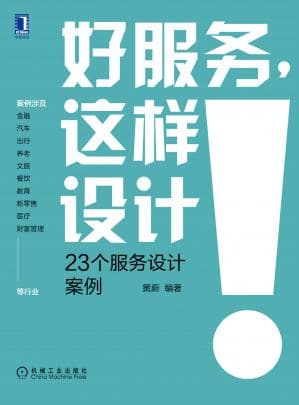 好服务,
这样
设计!
23个服务设计
案例
黄蔚 编著
案例涉及
金融
汽车
出行
养老
文旅
餐饮
教育
新零售
医疗
财富管理
等行业
机械工业出版社
China Machine Press